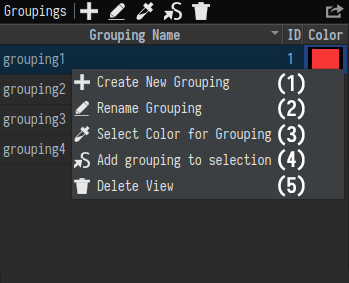 Groupings
Grouping Name ID Color
grouping1 1
grouping2
grouping3
grouping4
Create New Grouping (1)
Rename Grouping (2)
Select Color for Grouping (3)
Add grouping to selection (4)
Delete View (5)